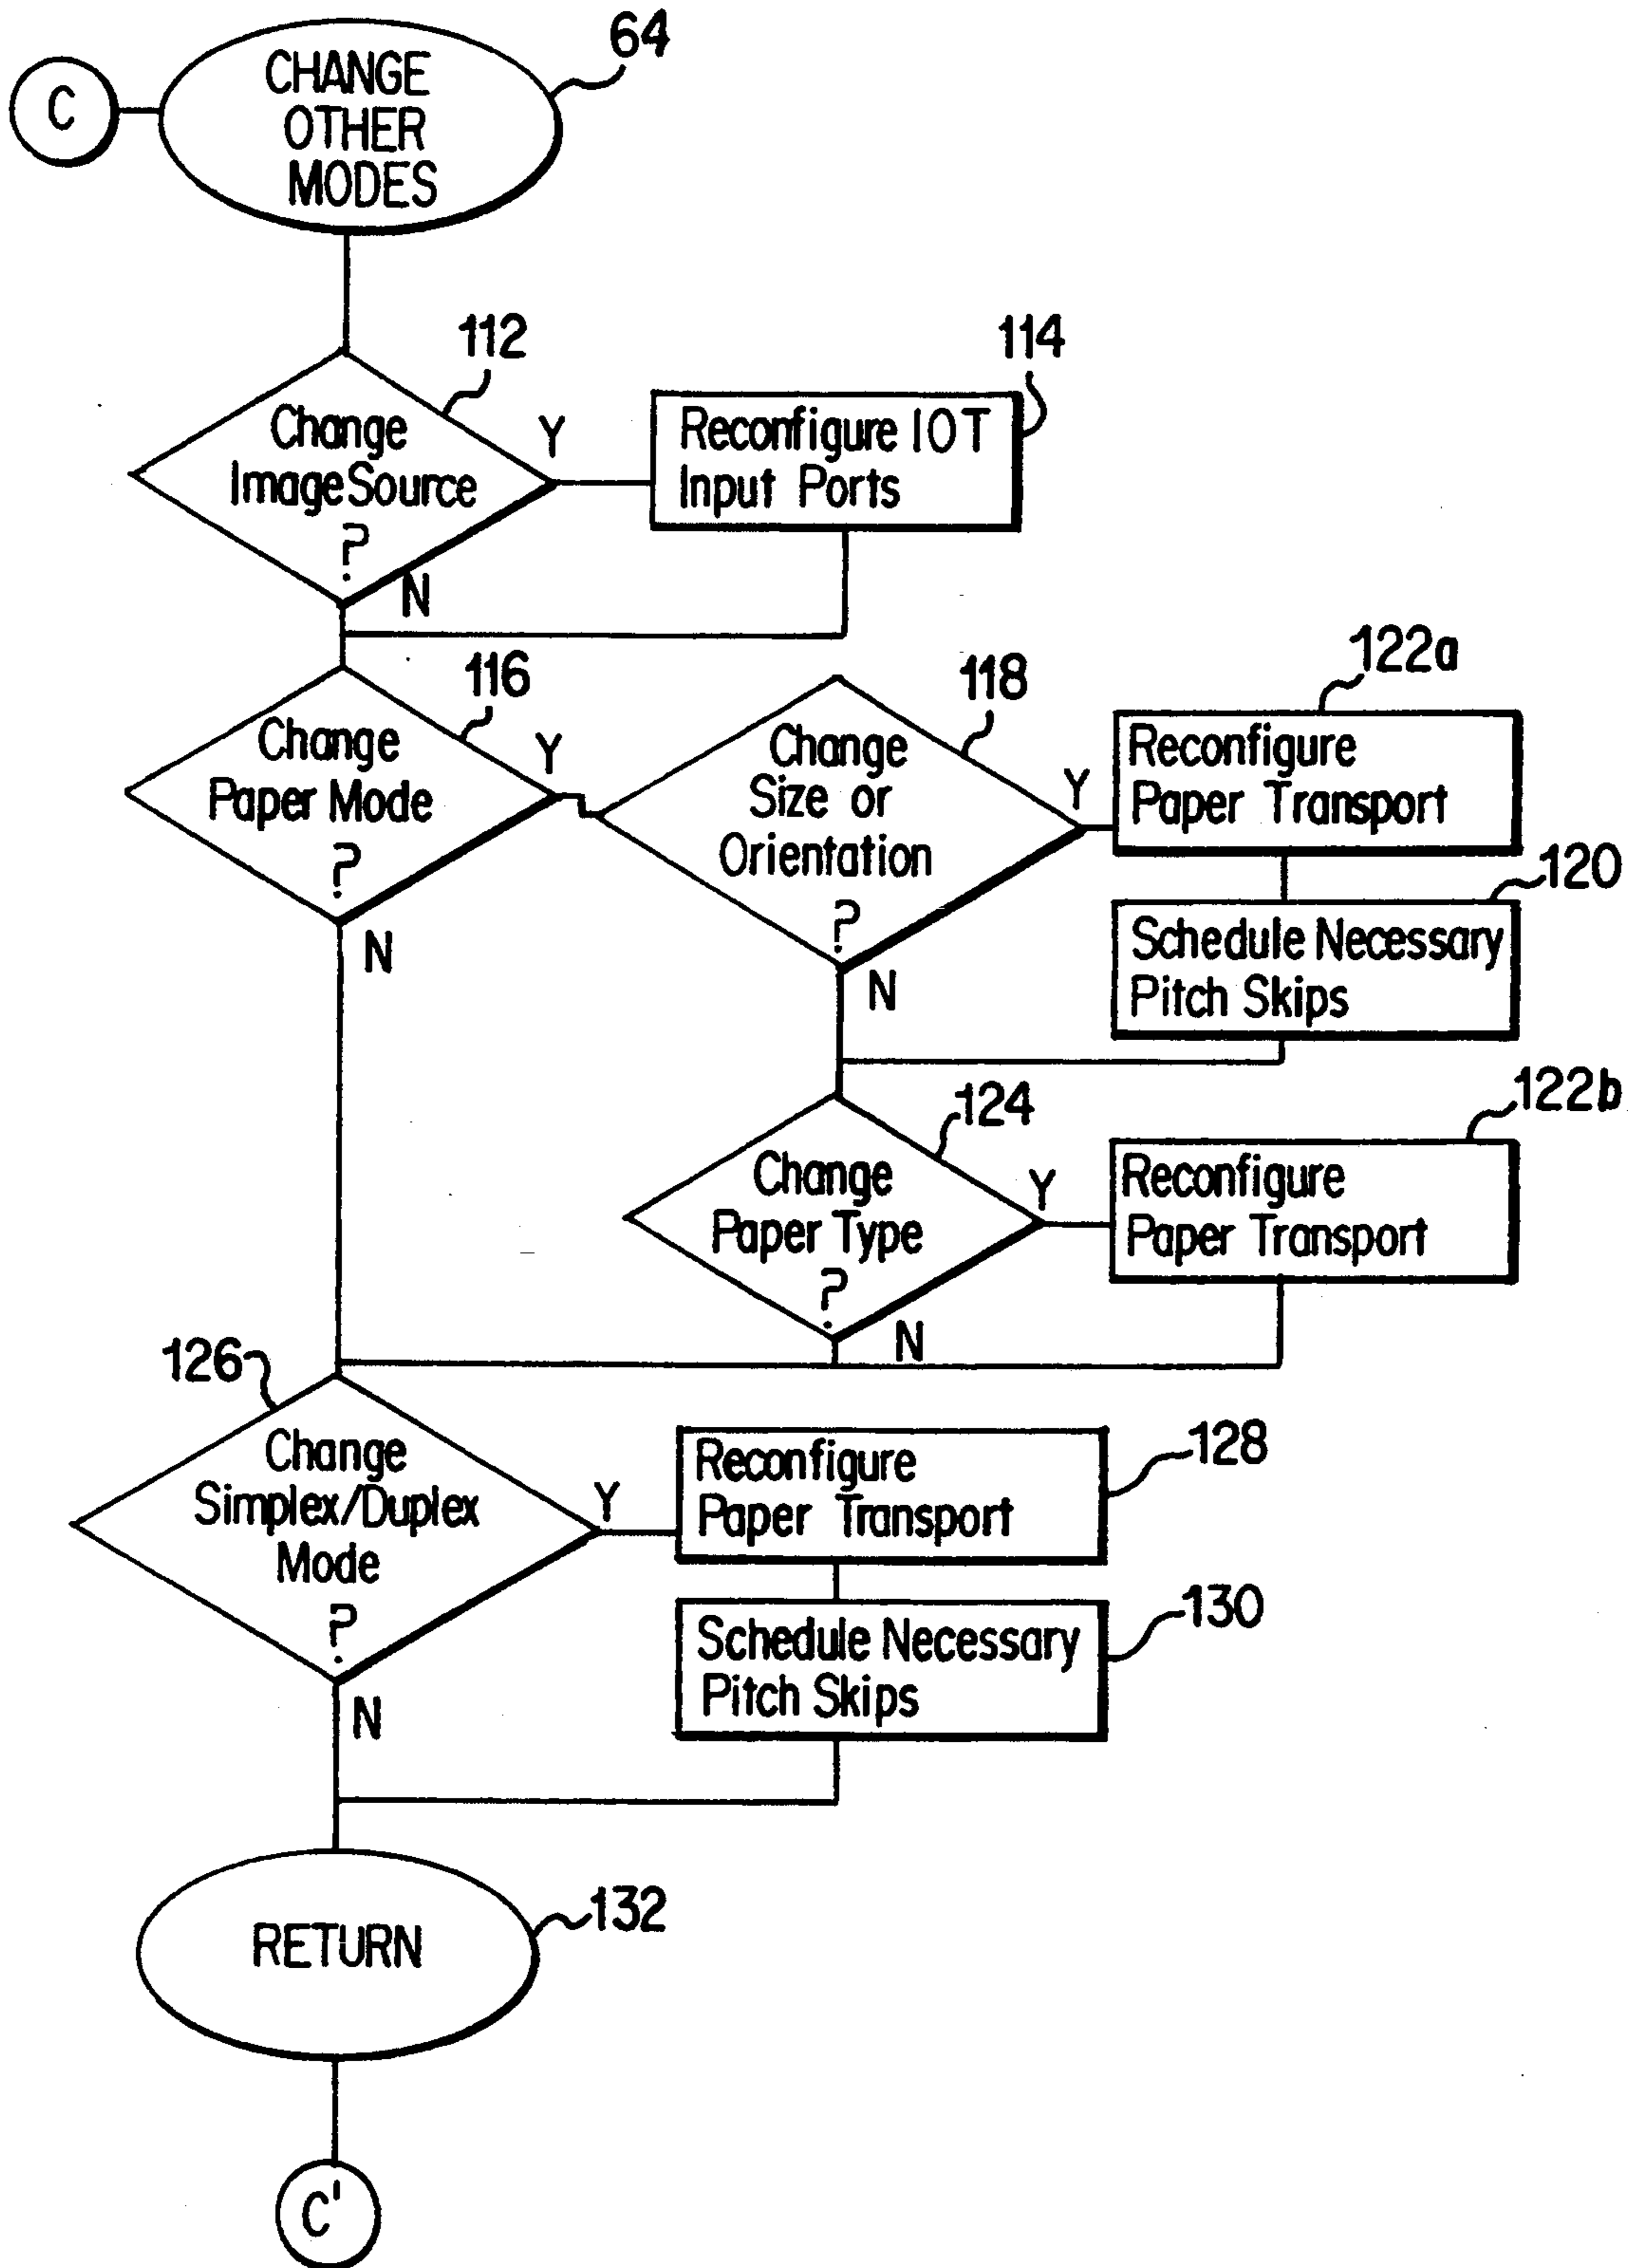 C
CHANGE
OTHER
MODES
64
112
Change
Image Source
?
Y
N
114
Reconfigure IOT
Input Ports
116
Change
Paper Mode
?
Y
N
118
Change
Size or
Orientation
?
Y
N
122a
Reconfigure
Paper Transport
120
Schedule Necessary
Pitch Skips
124
Change
Paper Type
?
Y
N
122b
Reconfigure
Paper Transport
126
Change
Simplex/Duplex
Mode
?
Y
N
128
Reconfigure
Paper Transport
130
Schedule Necessary
Pitch Skips
RETURN
132
C'